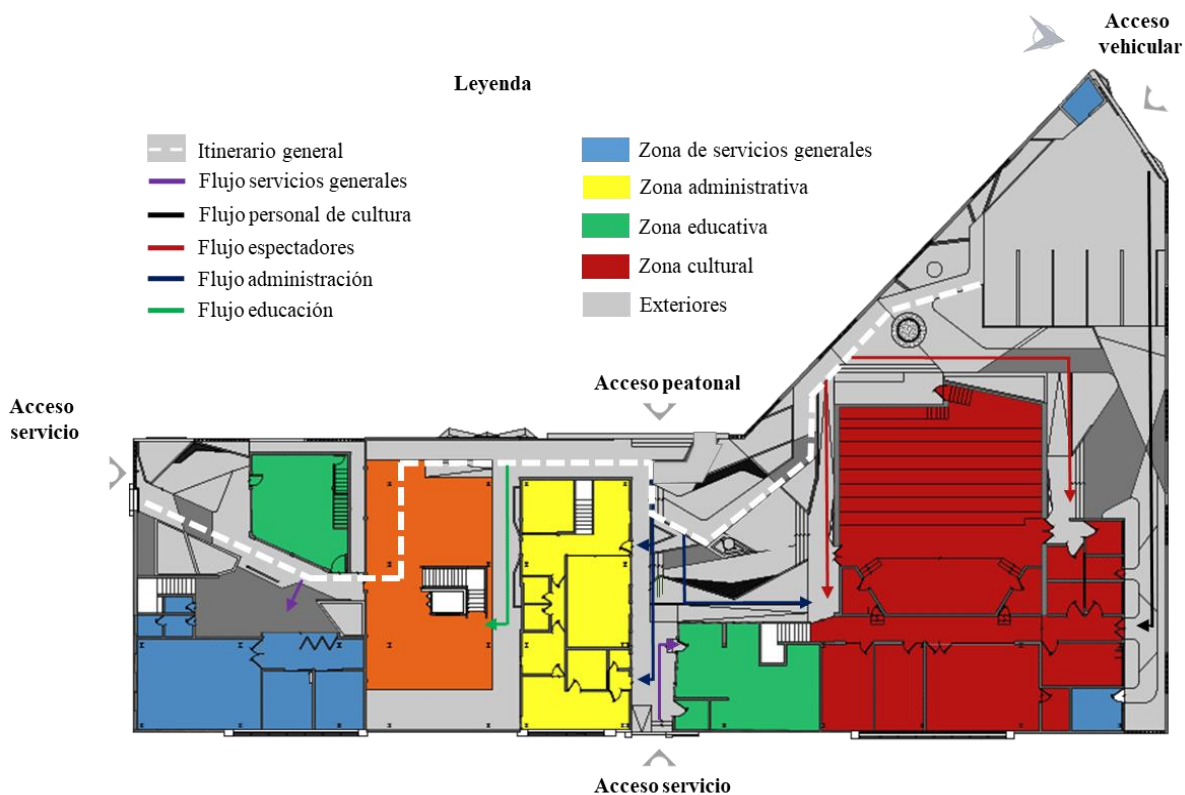 Acceso
vehicular
Leyenda
Itinerario general
Flujo servicios generales
Flujo personal de cultura
Flujo espectadores
Flujo administración
Flujo educación
Zona de servicios generales
Zona administrativa
Zona educativa
Zona cultural
Exteriores
Acceso peatonal
Acceso
servicio
Acceso servicio